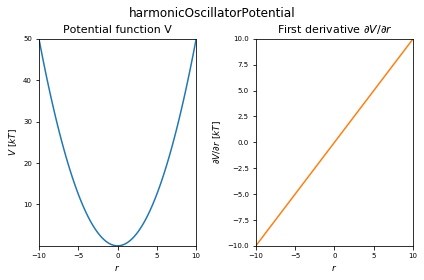 harmonicOscillatorPotential
Potential function V
First derivative ∂V/∂r
V [kT]
50
40
30
20
10
−10 −5 0 5 10
r
∂V/∂r [kT]
10.0
7.5
5.0
2.5
0.0
−2.5
−5.0
−7.5
−10.0
−10 −5 0 5 10
r